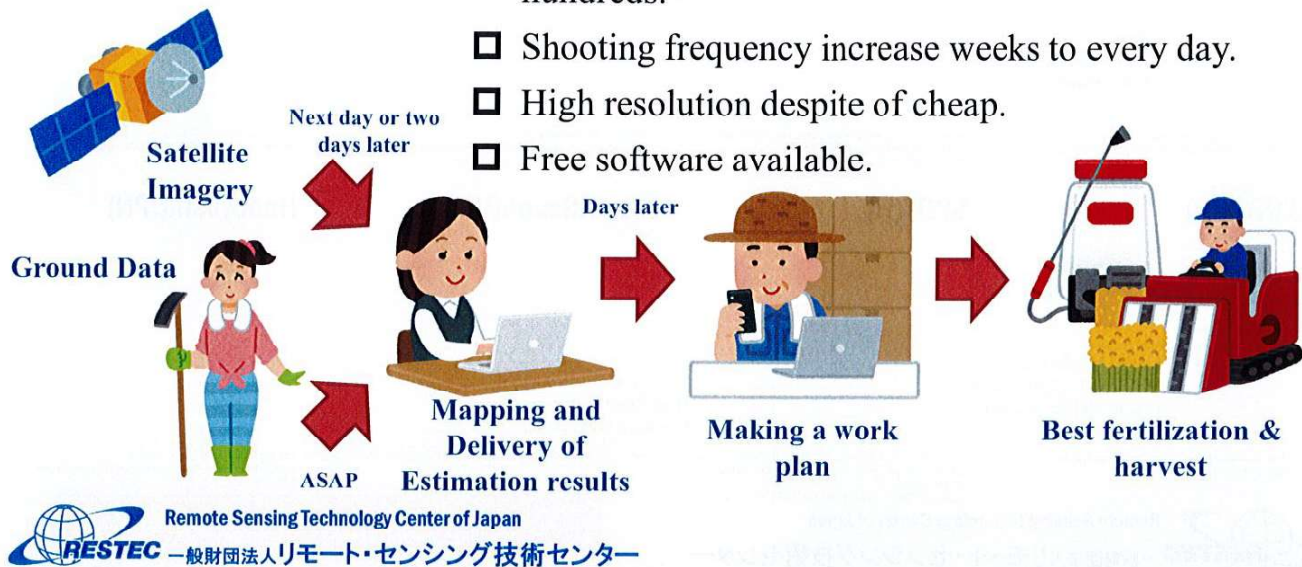 hundreds.
☐ Shooting frequency increase weeks to every day.
☐ High resolution despite of cheap.
☐ Free software available.
Satellite
Imagery
Next day or two
days later
Ground Data
ASAP
Mapping and
Delivery of
Estimation results
Days later
Making a work
plan
Best fertilization &
harvest
RESTEC
Remote Sensing Technology Center of Japan
一般財団法人リモート・センシング技術センター